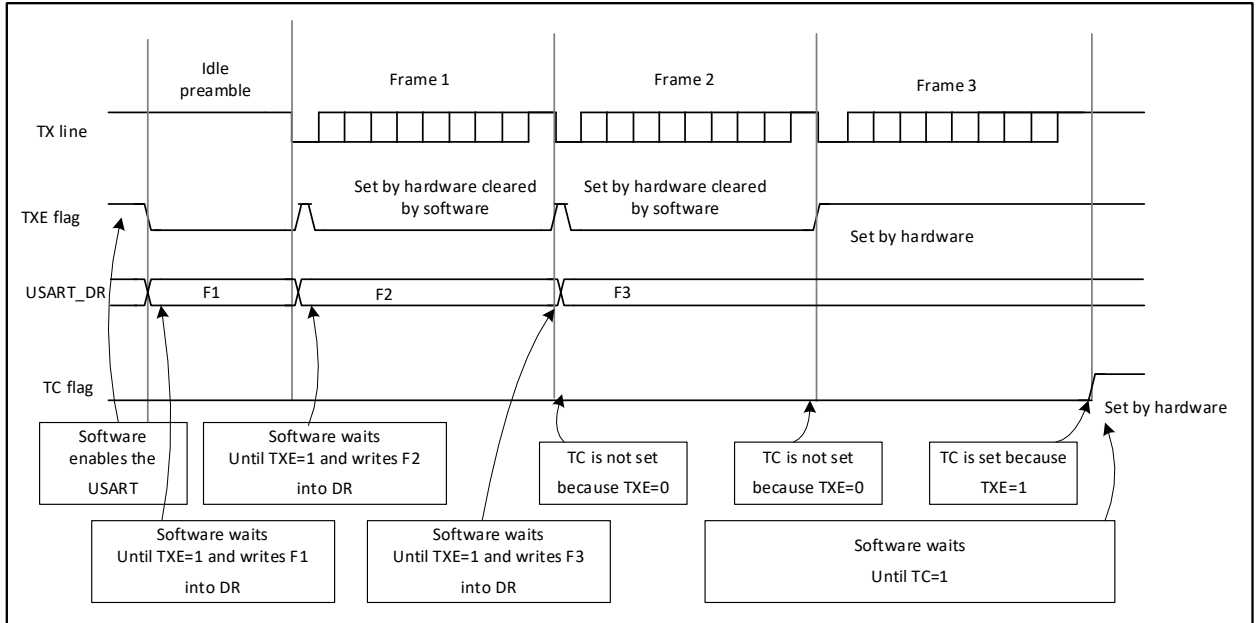 Idle
preamble
Frame 1
Frame 2
Frame 3
TX line
Set by hardware cleared
by software
Set by hardware cleared
by software
TXE flag
Set by hardware
USART_DR
F1
F2
F3
TC flag
Set by hardware
Software
enables the
USART
Software waits
Until TXE=1 and writes F2
into DR
TC is not set
because TXE=0
TC is not set
because TXE=0
TC is set because
TXE=1
Software waits
Until TXE=1 and writes F1
into DR
Software waits
Until TXE=1 and writes F3
into DR
Software waits
Until TC=1